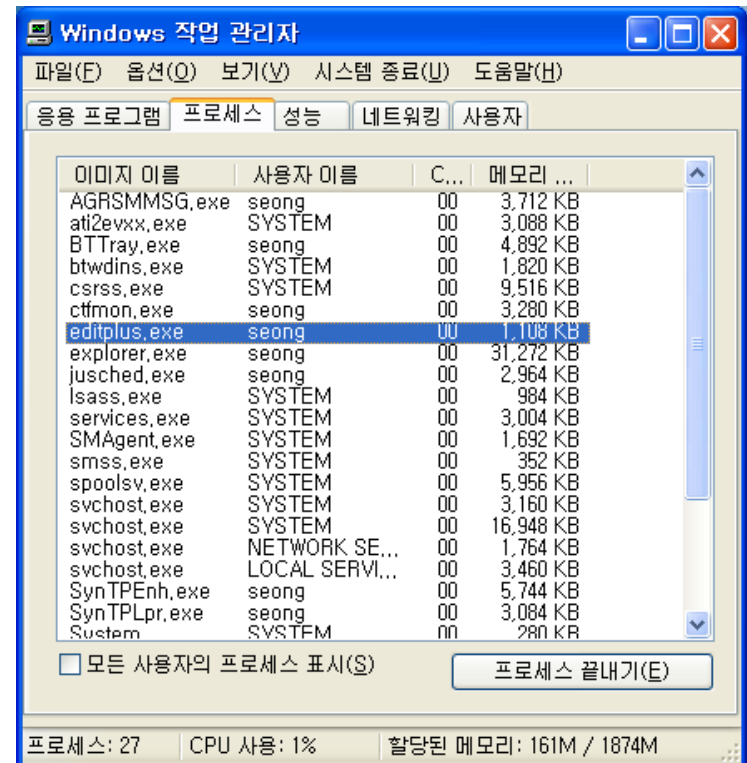 Windows 작업 관리자
파일(F) 옵션(O) 보기(V) 시스템 종료(U) 도움말(H)
응용 프로그램 프로세스 성능 네트워킹 사용자
이미지 이름 사용자 이름 C... 메모리 ...
AGRSMMSG.exe seong 00 3,712 KB
ati2evxx.exe SYSTEM 00 3,088 KB
BTTray.exe seong 00 4,892 KB
btwdins.exe SYSTEM 00 1,820 KB
csrss.exe SYSTEM 00 9,516 KB
ctfmon.exe seong 00 3,280 KB
editplus.exe seong 00 1,108 KB
explorer.exe seong 00 31,272 KB
jusched.exe seong 00 2,964 KB
lsass.exe SYSTEM 00 984 KB
services.exe SYSTEM 00 3,004 KB
SMAgent.exe SYSTEM 00 1,692 KB
smss.exe SYSTEM 00 352 KB
spoolsv.exe SYSTEM 00 5,956 KB
svchost.exe SYSTEM 00 3,160 KB
svchost.exe SYSTEM 00 16,948 KB
svchost.exe NETWORK SE... 00 1,764 KB
svchost.exe LOCAL SERVI... 00 3,460 KB
SynTPEnh.exe seong 00 5,744 KB
SynTPLpr.exe seong 00 3,084 KB
System SYSTEM 00 280 KB
모든 사용자의 프로세스 표시(S) 프로세스 끝내기(E)
프로세스: 27 CPU 사용: 1% 할당된 메모리: 161M / 1874M